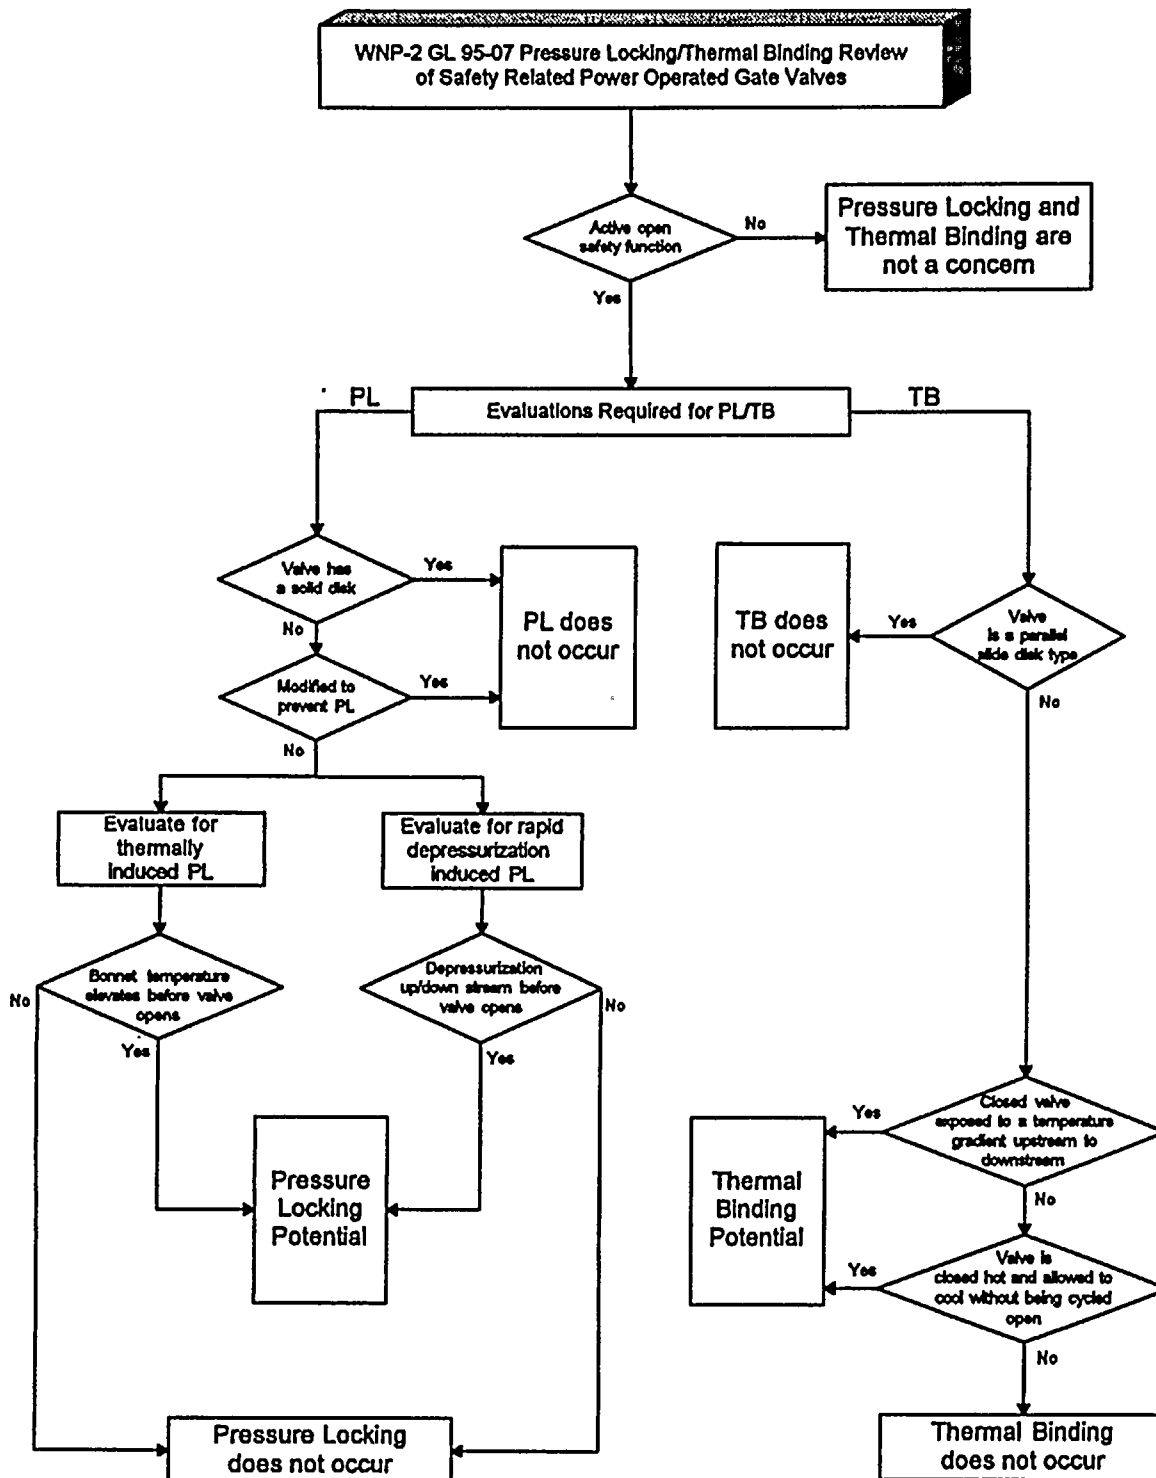 WNP-2 GL 95-07 Pressure Locking/Thermal Binding Review
of Safety Related Power Operated Gate Valves
Active open
safety function
No
Pressure Locking and
Thermal Binding are
not a concern
Yes
PL
Evaluations Required for PL/TB
TB
Valve has
a solid disk
Yes
No
PL does
not occur
Modified to
prevent PL
Yes
No
TB does
not occur
Yes
Valve
is a parallel
slide disk type
No
Evaluate for
thermally
induced PL
Evaluate for rapid
depressurization
induced PL
Bonnet temperature
elevates before valve
opens
No
Yes
Depressurization
up/down stream before
valve opens
No
Yes
Pressure
Locking
Potential
Closed valve
exposed to a temperature
gradient upstream to
downstream
Yes
No
Thermal
Binding
Potential
Valve is
closed hot and allowed to
cool without being cycled
open
Yes
No
Pressure Locking
does not occur
Thermal Binding
does not occur